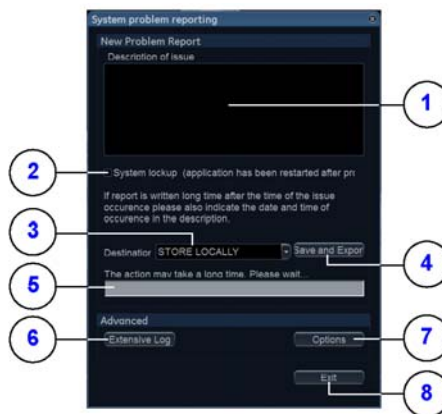 System problem reporting
New Problem Report
Description of issue
1
2
System lockup (application has been restarted after pro
If report is written long time after the time of the issue
occurence please also indicate the date and time of
occurence in the description.
3
Destination STORE LOCALLY Save and Export
4
The action may take a long time. Please wait...
5
Advanced
6 Extensive Log Options 7
Exit
8